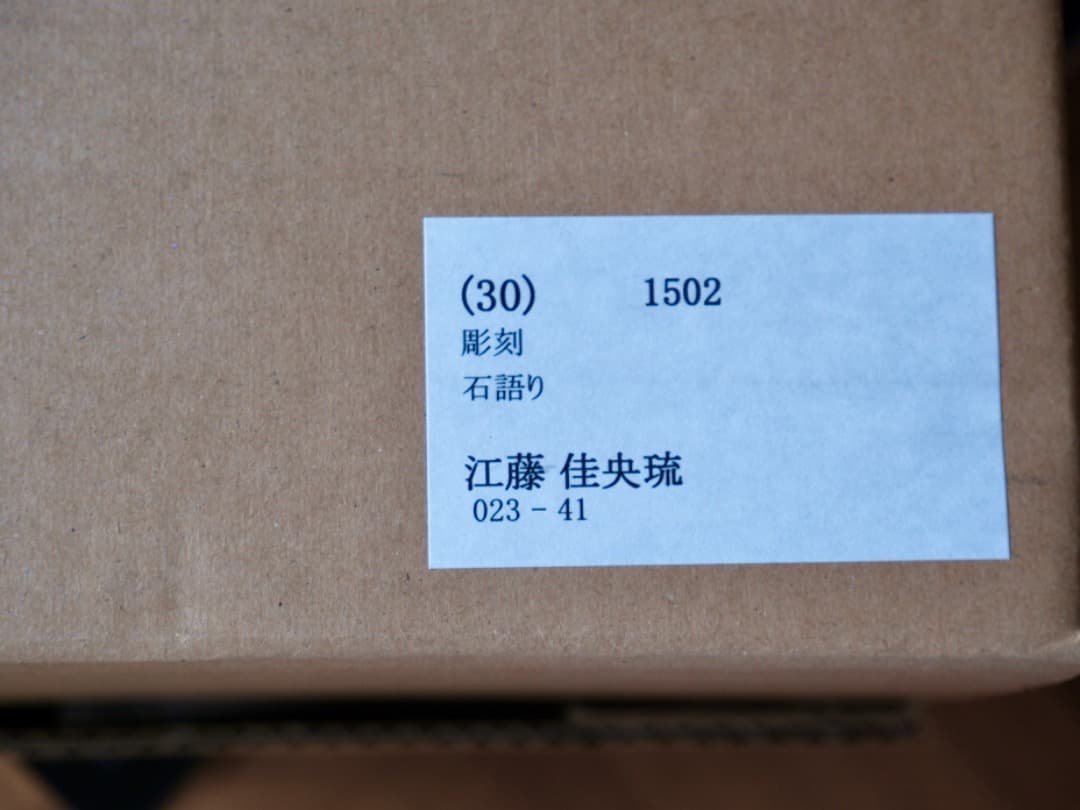 (30) 1502
彫刻
石語り
江藤 佳央琉
023－41